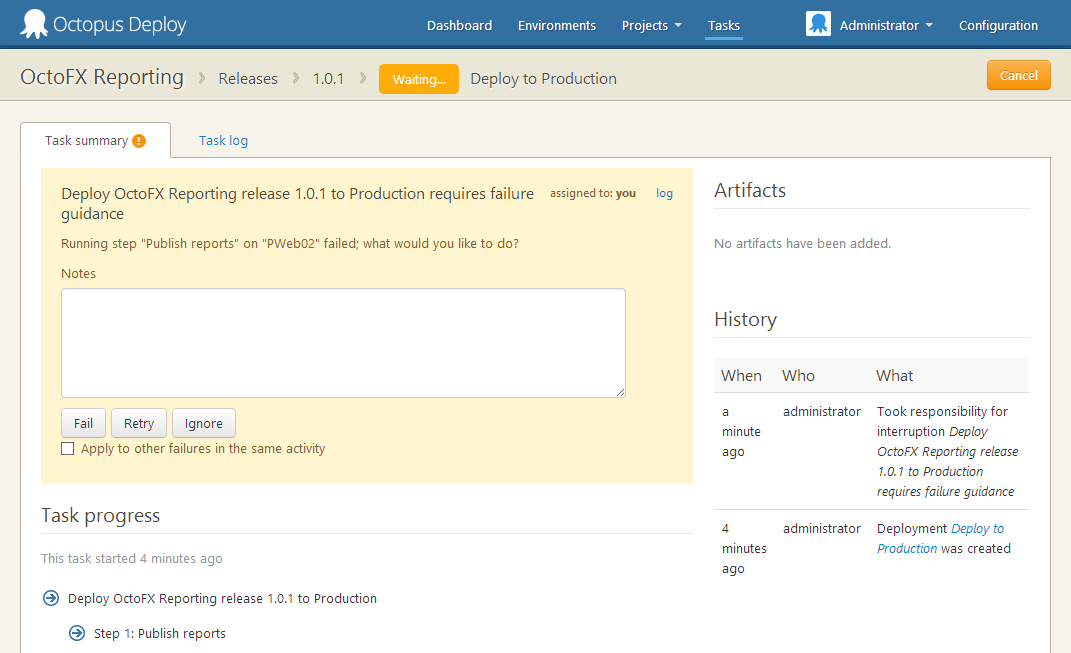 Octopus Deploy Dashboard Environments Projects Tasks Administrator Configuration
OctoFX Reporting Releases 1.0.1 Waiting... Deploy to Production Cancel
Task summary Task log
Deploy OctoFX Reporting release 1.0.1 to Production requires failure
guidance
assigned to: you log
Running step "Publish reports" on "PWeb02" failed; what would you like to do?
Notes
Fail Retry Ignore
Apply to other failures in the same activity
Task progress
This task started 4 minutes ago
Deploy OctoFX Reporting release 1.0.1 to Production
Step 1: Publish reports
Artifacts
No artifacts have been added.
History
When Who What
a administrator Took responsibility for
minute interruption Deploy
ago OctoFX Reporting release
1.0.1 to Production
requires failure guidance
4 administrator Deployment Deploy to
minutes Production was created
ago